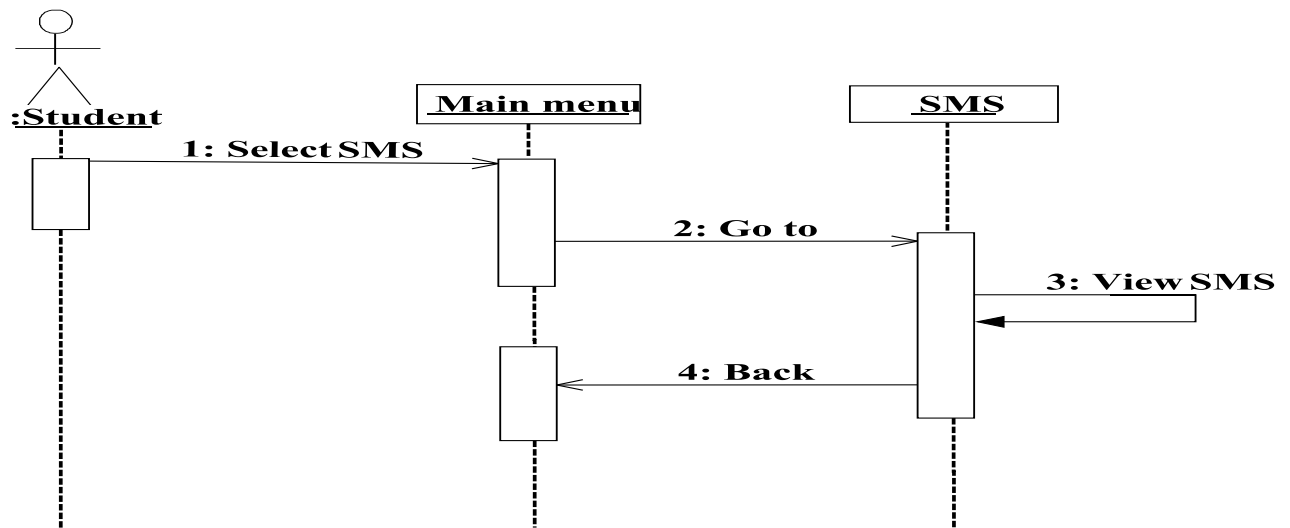 :Student
Main menu
SMS
1: Select SMS
2: Go to
3: View SMS
4: Back